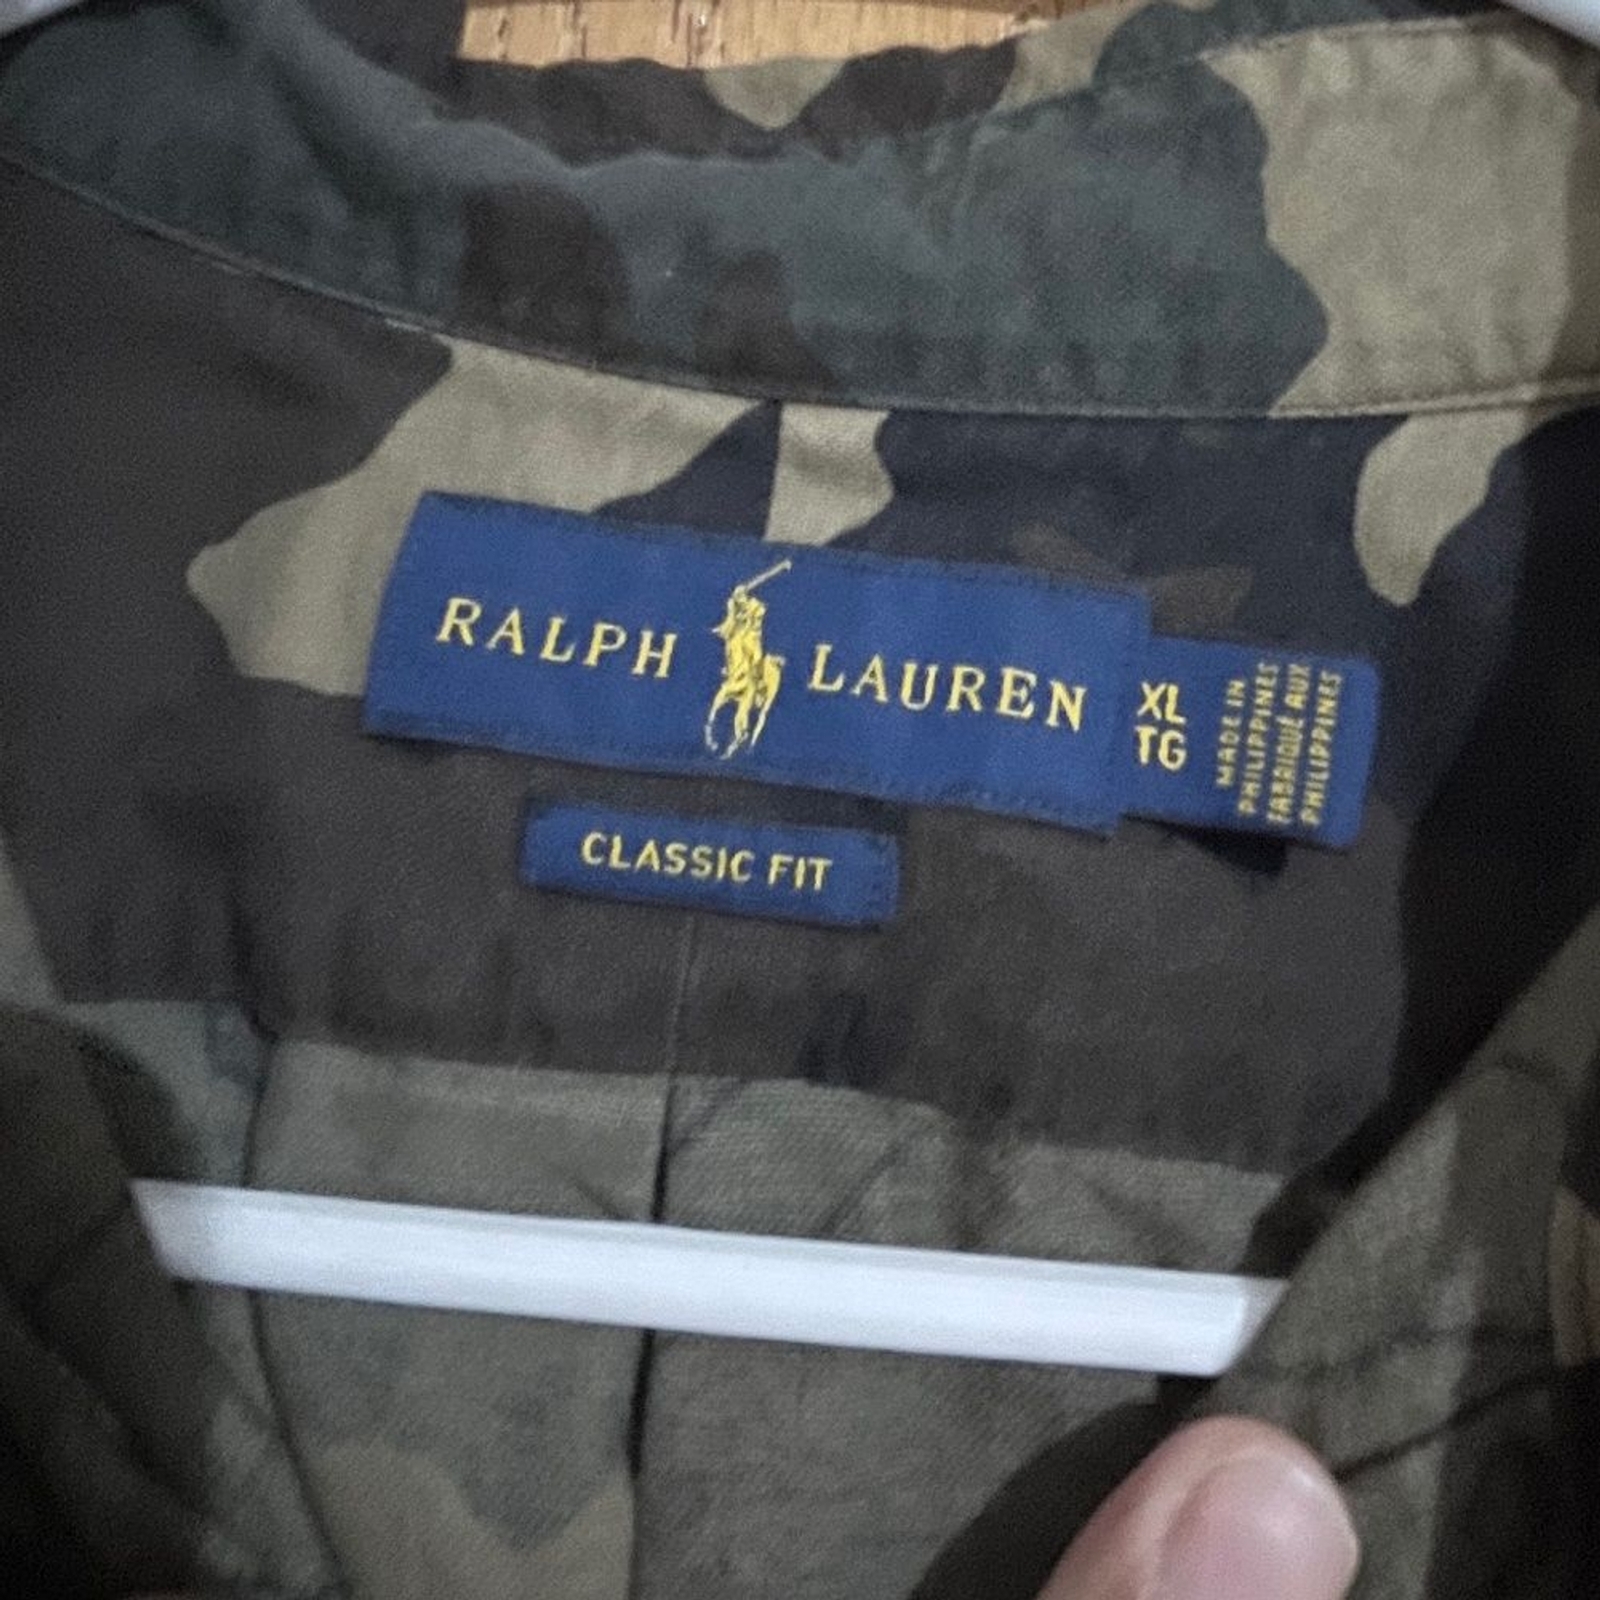 RALPH LAUREN
XL
TG
MADE IN
PHILIPPINES
FABRIQUÉ AUX
PHILIPPINES
CLASSIC FIT